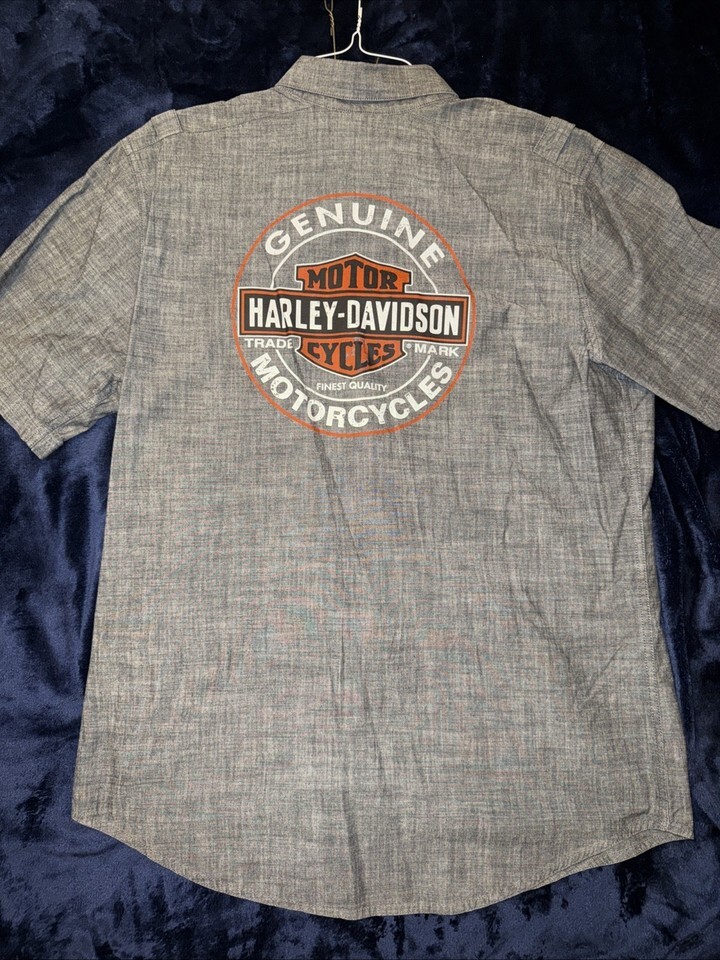 GENUINE
MOTOR
HARLEY-DAVIDSON
TRADE CYCLES ® MARK
FINEST QUALITY
MOTORCYCLES